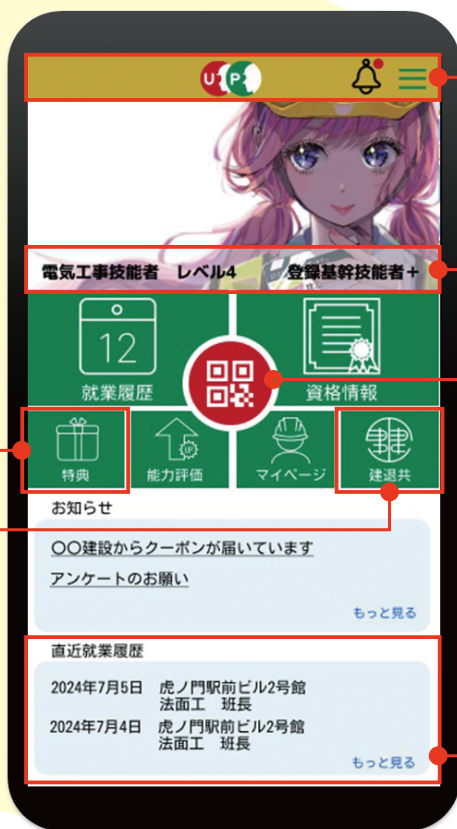 U P
電気工事技能者 レベル4 登録基幹技能者+
12
就業履歴 資格情報
UP
特典 能力評価 マイページ 建退共
お知らせ
〇〇建設からクーポンが届いています
アンケートのお願い
もっと見る
直近就業履歴
2024年7月5日 虎ノ門駅前ビル2号館
法面工 班長
2024年7月4日 虎ノ門駅前ビル2号館
法面工 班長
もっと見る